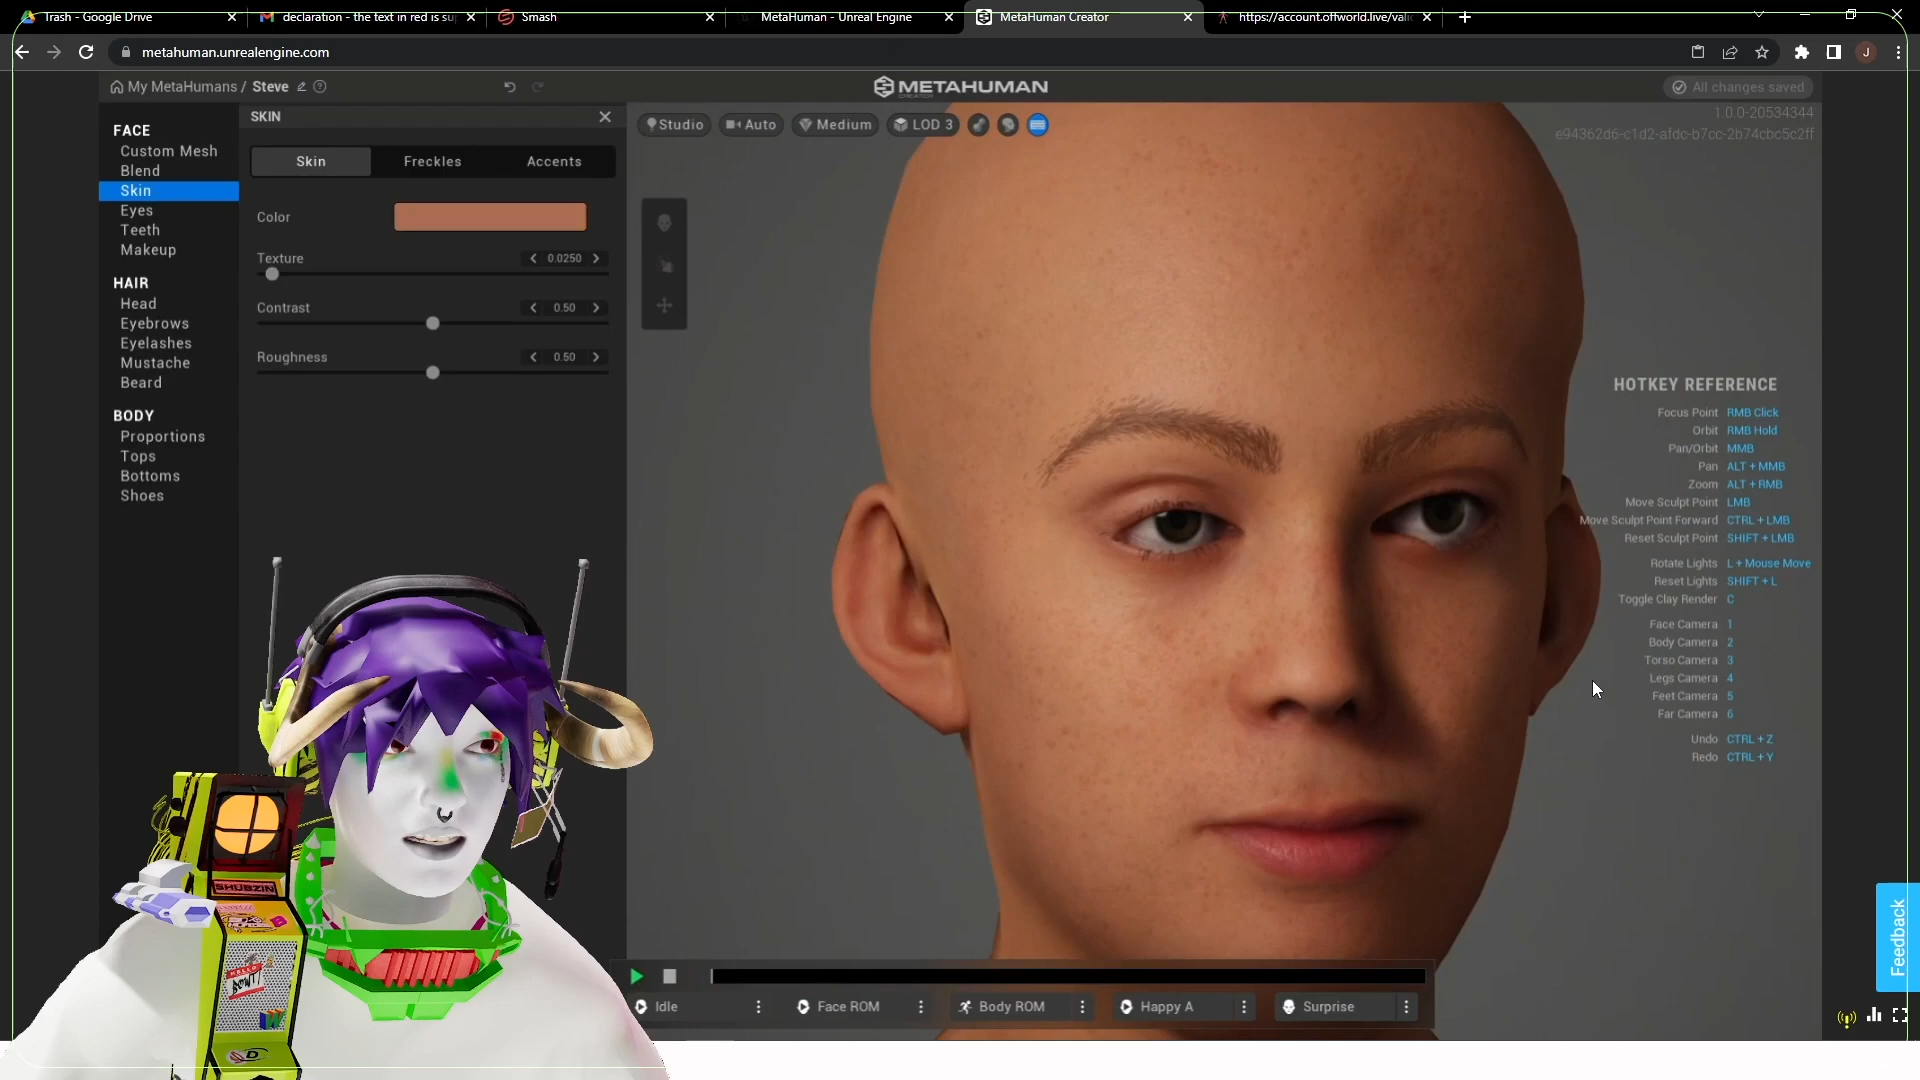 Trash - Google Drive
declaration - the text in red is su
Smash
MetaHuman - Unreal Engine
MetaHuman Creator
https://account.offworld.live/vali
metahuman.unrealengine.com
J
My MetaHumans / Steve
METAHUMAN
CREATOR
All changes saved
1.0.0-20534344
e94362d6-c1d2-afdc-b7cc-2b74cbc5c2ff
FACE
Custom Mesh
Blend
Skin
Eyes
Teeth
Makeup
HAIR
Head
Eyebrows
Eyelashes
Mustache
Beard
BODY
Proportions
Tops
Bottoms
Shoes
SKIN
Skin
Freckles
Accents
Color
Texture 0.0250
Contrast 0.50
Roughness 0.50
Studio
Auto
Medium
LOD 3
HOTKEY REFERENCE
Focus Point RMB Click
Orbit RMB Hold
Pan/Orbit MMB
Pan ALT + MMB
Zoom ALT + RMB
Move Sculpt Point LMB
Move Sculpt Point Forward CTRL + LMB
Reset Sculpt Point SHIFT + LMB
Rotate Lights L + Mouse Move
Reset Lights SHIFT + L
Toggle Clay Render C
Face Camera 1
Body Camera 2
Torso Camera 3
Legs Camera 4
Feet Camera 5
Far Camera 6
Undo CTRL + Z
Redo CTRL + Y
Feedback
SHUBZIN
Idle
Face ROM
Body ROM
Happy A
Surprise
D